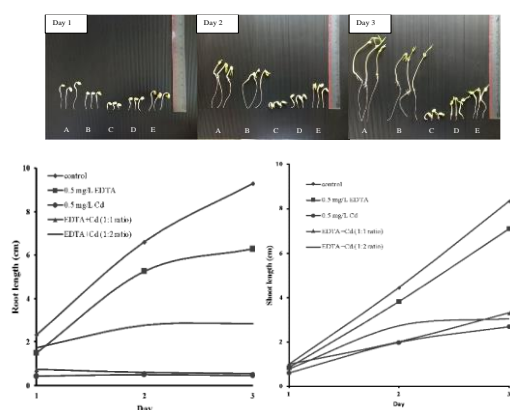 Day 1
Day 2
Day 3
A B C D E
A B C D E
A B C D E
Root length (cm)
10
8
6
4
2
0
control
0.5 mg/L EDTA
0.5 mg/L Cd
EDTA+Cd (1:1 ratio)
EDTA+Cd (1:2 ratio)
1 2 3
Day
Shoot length (cm)
10
8
6
4
2
0
control
0.5 mg/L EDTA
0.5 mg/L Cd
EDTA+Cd (1:1 ratio)
EDTA+Cd (1:2 ratio)
1 2 3
Day